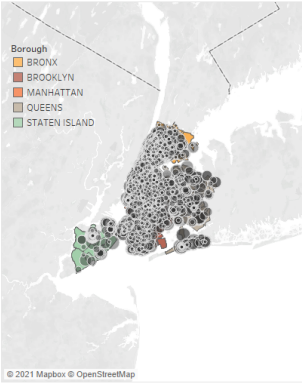 Borough
BRONX
BROOKLYN
MANHATTAN
QUEENS
STATEN ISLAND
© 2021 Mapbox © OpenStreetMap